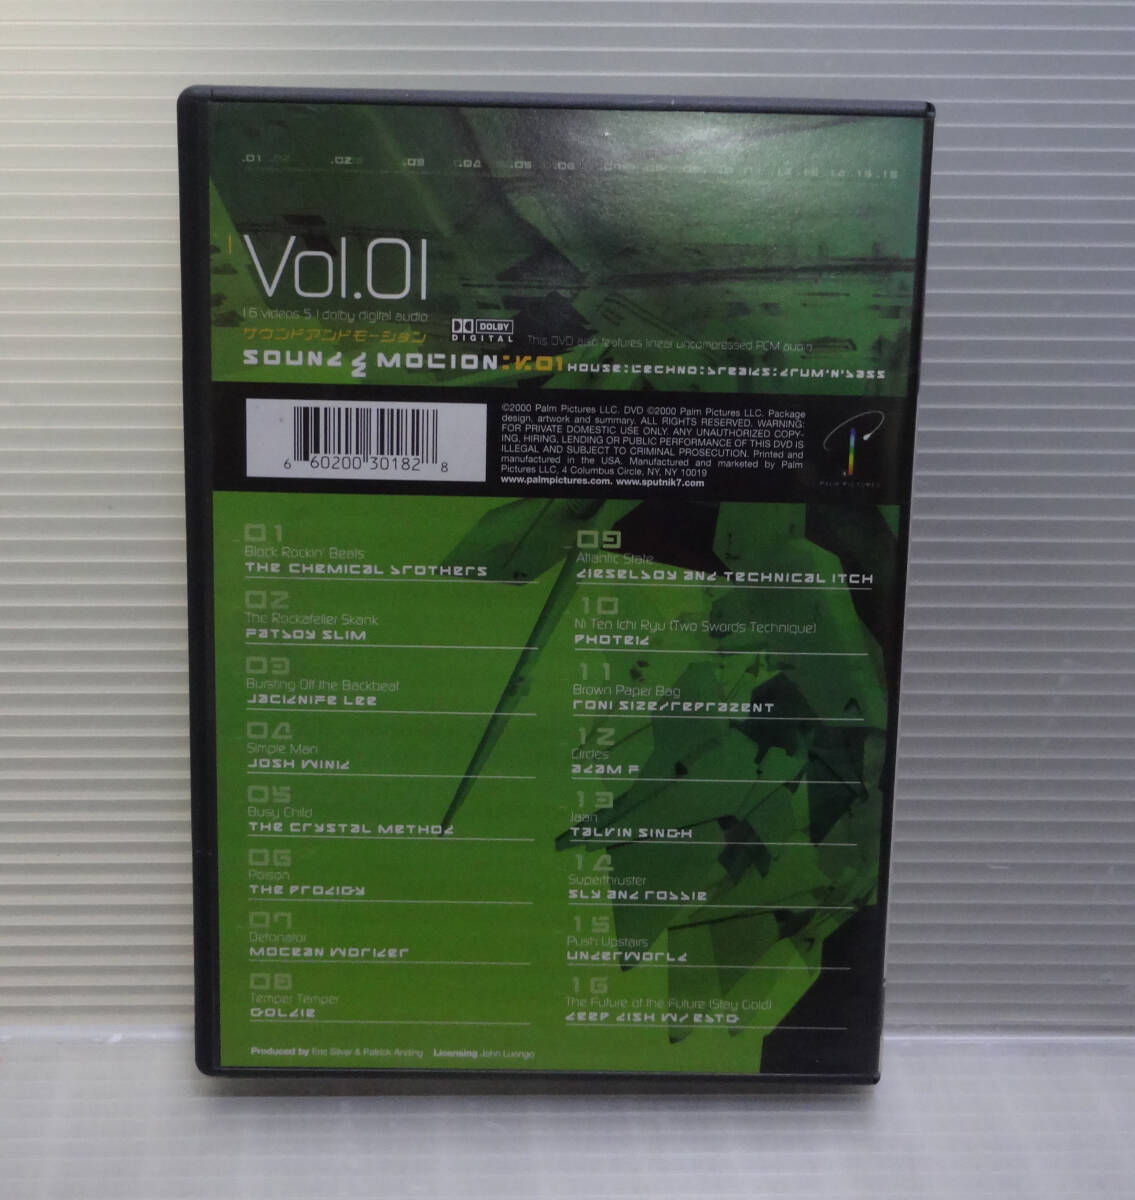 .01 .02 .03 .04 .05 .06
Vol.01
16 videos 5.1 dolby digital audio
サウンドアンドモーション
DOLBY
DIGITAL
This DVD also features linear uncompressed PCM audio
SOUND & MOTION:V.01 HOUSE:TECHNO:BREAKS:DRUM'N'BASS
6 60200 30182 8
©2000 Palm Pictures LLC. DVD ©2000 Palm Pictures LLC. Package
design, artwork and summary. ALL RIGHTS RESERVED. WARNING:
FOR PRIVATE DOMESTIC USE ONLY. ANY UNAUTHORIZED COPY-
ING, HIRING, LENDING OR PUBLIC PERFORMANCE OF THIS DVD IS
ILLEGAL AND SUBJECT TO CRIMINAL PROSECUTION. Printed and
manufactured in the USA. Manufactured and marketed by Palm
Pictures LLC, 4 Columbus Circle, NY, NY 10019
www.palmpictures.com. www.sputnik7.com
PALM PICTURES
01
Block Rockin' Beats
THE CHEMICAL BROTHERS
02
The Rockafeller Skank
FATBOY SLIM
03
Bursting Off the Backbeat
JACKNIFE LEE
04
Simple Man
JOSH WINK
05
Busy Child
THE CRYSTAL METHOD
06
Poison
THE PRODIGY
07
Detonator
MOCEAN WORKER
08
Temper Temper
GOLDIE
09
Atlantic State
DIESELBOY AND TECHNICAL ITCH
10
Ni Ten Ichi Ryu (Two Swords Technique)
PHOTEK
11
Brown Paper Bag
RONI SIZE/REPRAZENT
12
Circles
ADAM F
13
Jaan
TALVIN SINGH
14
Superthruster
SLY AND ROBBIE
15
Push Upstairs
UNDERWORLD
16
The Future of the Future (Stay Gold)
DEEP DISH W/ EBTG
Produced by Eric Silver & Patrick Anding Licensing John Luongo